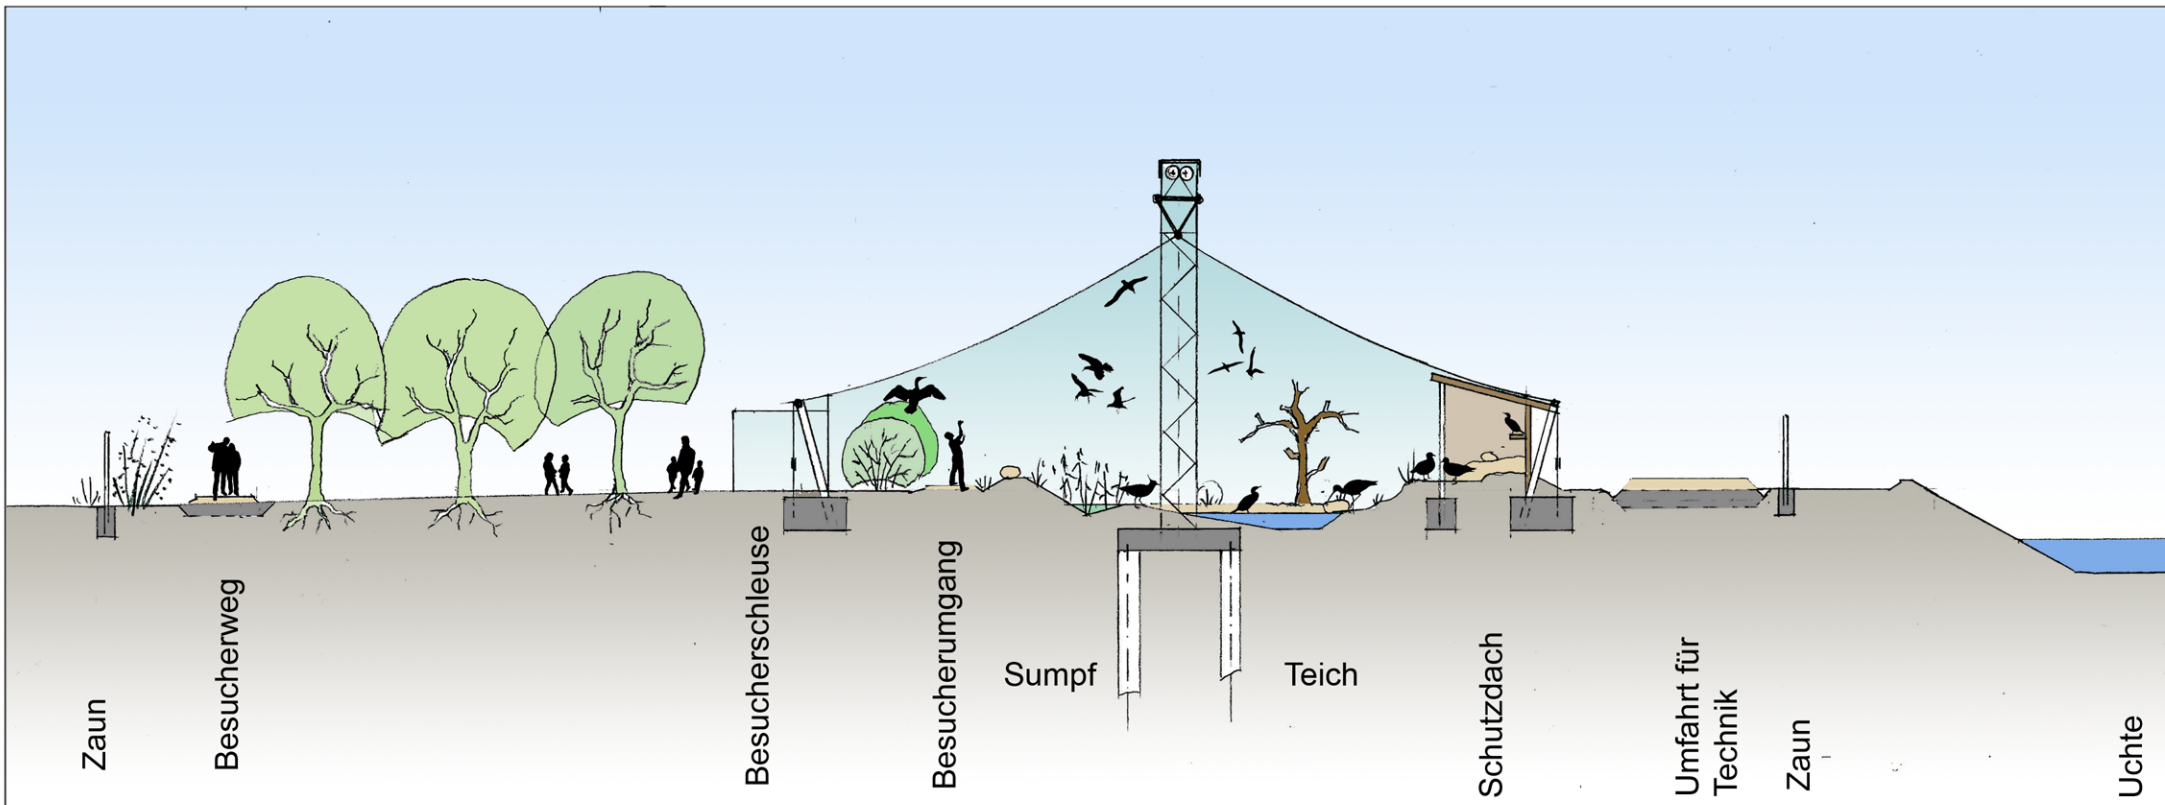 Zaun
Besucherweg
Besucherschleuse
Besucherumgang
Sumpf
Teich
Schutzdach
Umfahrt für
Technik
Zaun
Uchte